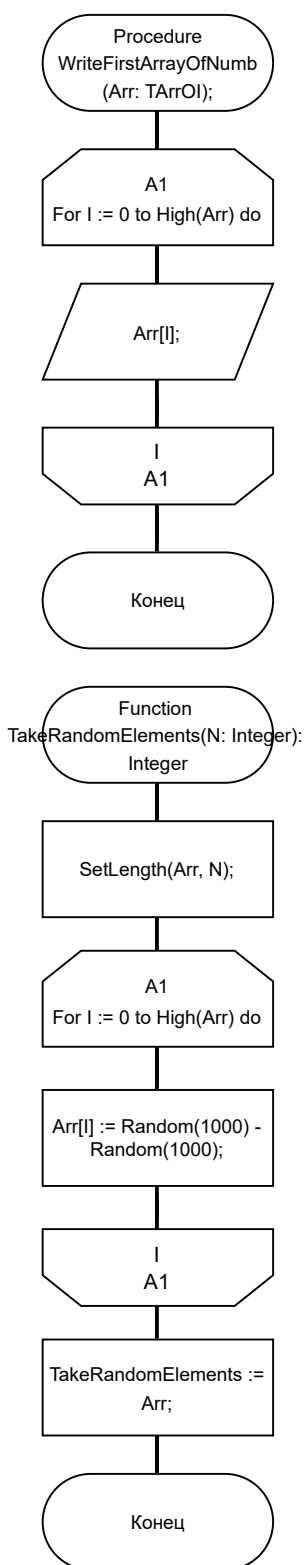 Procedure
WriteFirstArrayOfNumb
(Arr: TArrOI);
A1
For I := 0 to High(Arr) do
Arr[I];
I
A1
Конец
Function
TakeRandomElements(N: Integer):
Integer
SetLength(Arr, N);
A1
For I := 0 to High(Arr) do
Arr[I] := Random(1000) -
Random(1000);
I
A1
TakeRandomElements :=
Arr;
Конец